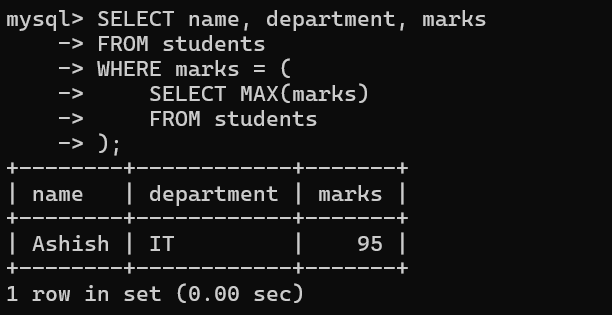 mysql> SELECT name, department, marks
    -> FROM students
    -> WHERE marks = (
    ->     SELECT MAX(marks)
    ->     FROM students
    -> );
+--------+------------+-------+
| name   | department | marks |
+--------+------------+-------+
| Ashish | IT         |    95 |
+--------+------------+-------+
1 row in set (0.00 sec)